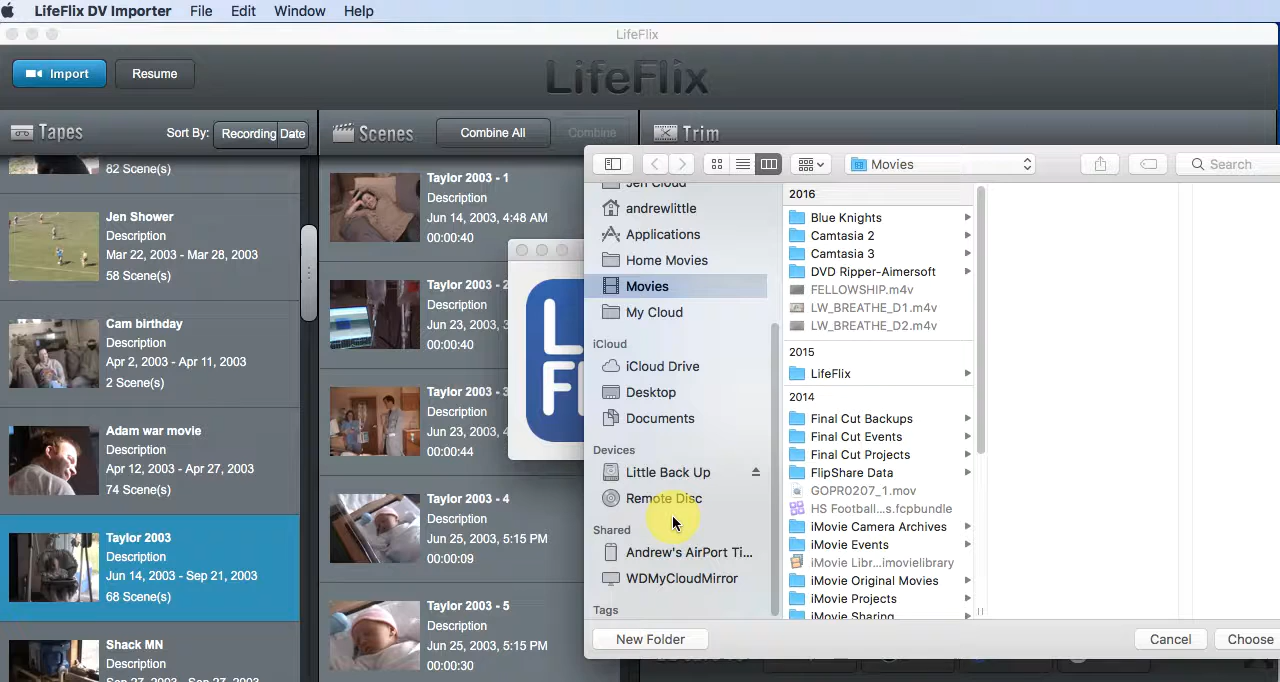 LifeFlix DV Importer File Edit Window Help
LifeFlix
Import Resume
LifeFlix
Tapes Sort By: Recording Date
82 Scene(s)
Jen Shower
Description
Mar 22, 2003 - Mar 28, 2003
58 Scene(s)
Cam birthday
Description
Apr 2, 2003 - Apr 11, 2003
2 Scene(s)
Adam war movie
Description
Apr 12, 2003 - Apr 27, 2003
74 Scene(s)
Taylor 2003
Description
Jun 14, 2003 - Sep 21, 2003
68 Scene(s)
Shack MN
Description
Scenes Combine All Combine
Taylor 2003 - 1
Description
Jun 14, 2003, 4:48 AM
00:00:40
Taylor 2003 - 2
Description
Jun 23, 2003, 3
00:00:40
Taylor 2003 - 3
Description
Jun 23, 2003, 4
00:00:44
Taylor 2003 - 4
Description
Jun 25, 2003, 5:15 PM
00:00:09
Taylor 2003 - 5
Description
Jun 25, 2003, 5:15 PM
00:00:30
Trim
L
FI
Movies
Search
Jen Cloud
andrewlittle
Applications
Home Movies
Movies
My Cloud
iCloud
iCloud Drive
Desktop
Documents
Devices
Little Back Up
Remote Disc
Shared
Andrew's AirPort Ti...
WDMyCloudMirror
Tags
2016
Blue Knights
Camtasia 2
Camtasia 3
DVD Ripper-Aimersoft
FELLOWSHIP.m4v
LW_BREATHE_D1.m4v
LW_BREATHE_D2.m4v
2015
LifeFlix
2014
Final Cut Backups
Final Cut Events
Final Cut Projects
FlipShare Data
GOPR0207_1.mov
HS Football...s.fcpbundle
iMovie Camera Archives
iMovie Events
iMovie Libr...imovielibrary
iMovie Original Movies
iMovie Projects
iMovie Sharing
New Folder Cancel Choose